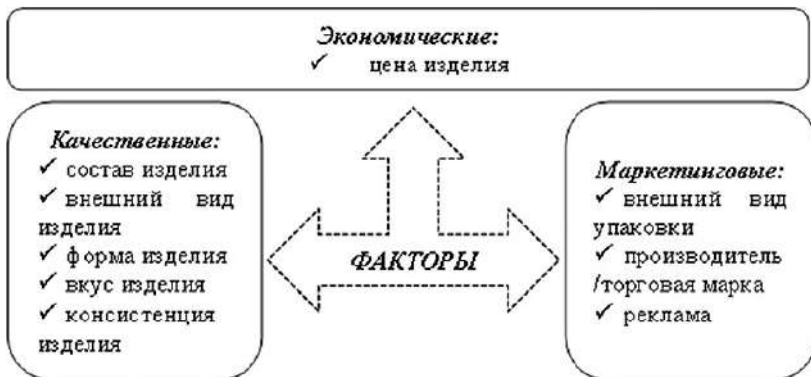 Экономические:
✓ цена изделия
Качественные:
✓ состав изделия
✓ внешний вид
изделия
✓ форма изделия
✓ вкус изделия
✓ консистенция
изделия
ФАКТОРЫ
Маркетинговые:
✓ внешний вид
упаковки
✓ производитель
/торговая марка
✓ реклама